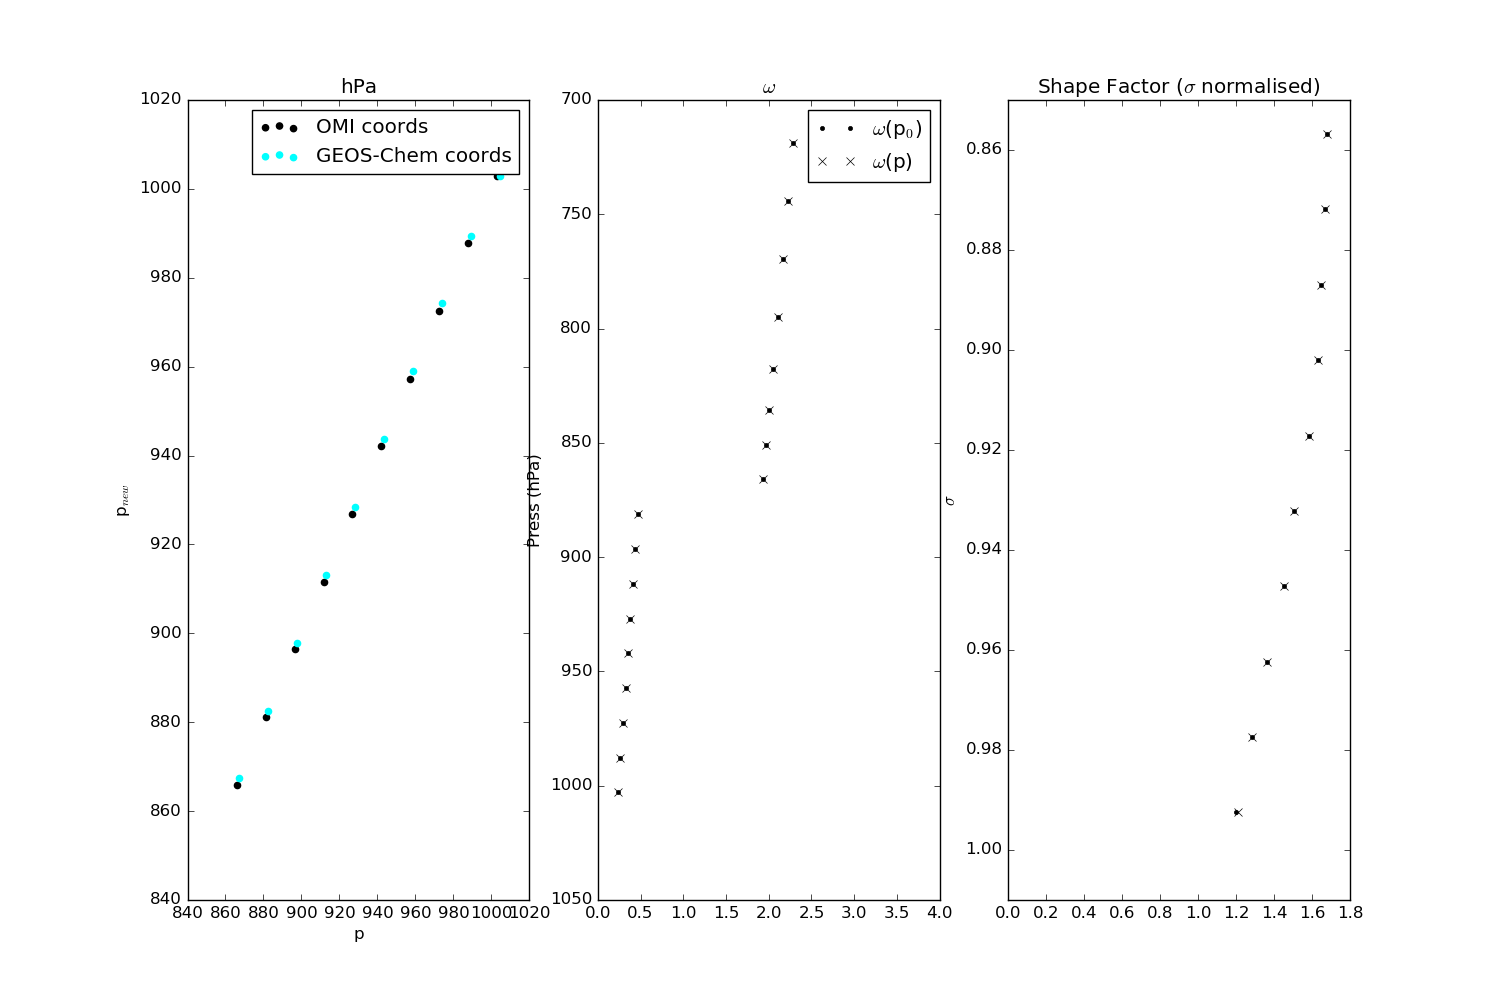 hPa
1020
1000
980
960
940
920
900
880
860
840
840 860 880 900 920 940 960 980 1000 1020
p
p_new
OMI coords
GEOS-Chem coords
ω
700
750
800
850
900
950
1000
1050
0.0 0.5 1.0 1.5 2.0 2.5 3.0 3.5 4.0
Press (hPa)
ω(p₀)
ω(p)
Shape Factor (σ normalised)
0.86
0.88
0.90
0.92
0.94
0.96
0.98
1.00
0.0 0.2 0.4 0.6 0.8 1.0 1.2 1.4 1.6 1.8
σ